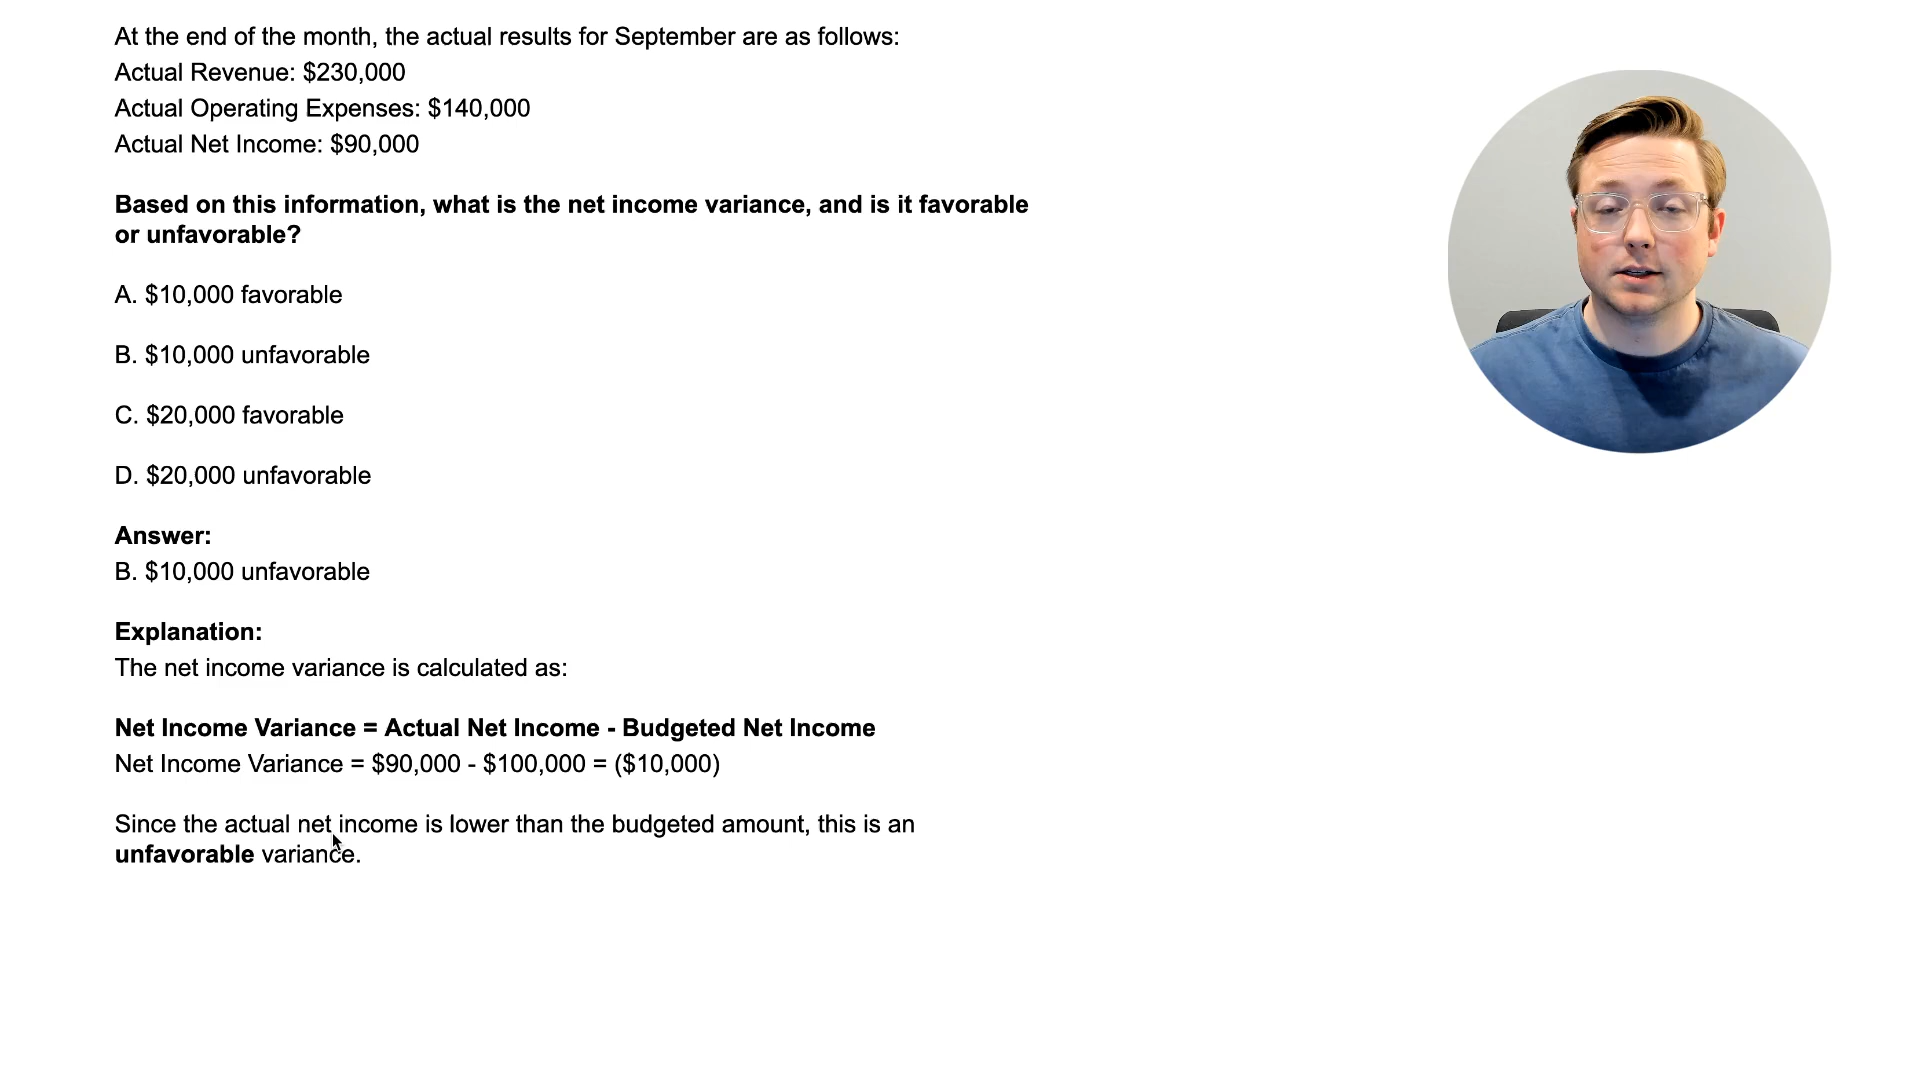 At the end of the month, the actual results for September are as follows:
Actual Revenue: $230,000
Actual Operating Expenses: $140,000
Actual Net Income: $90,000
Based on this information, what is the net income variance, and is it favorable
or unfavorable?
A. $10,000 favorable
B. $10,000 unfavorable
C. $20,000 favorable
D. $20,000 unfavorable
Answer:
B. $10,000 unfavorable
Explanation:
The net income variance is calculated as:
Net Income Variance = Actual Net Income - Budgeted Net Income
Net Income Variance = $90,000 - $100,000 = ($10,000)
Since the actual net income is lower than the budgeted amount, this is an
unfavorable variance.